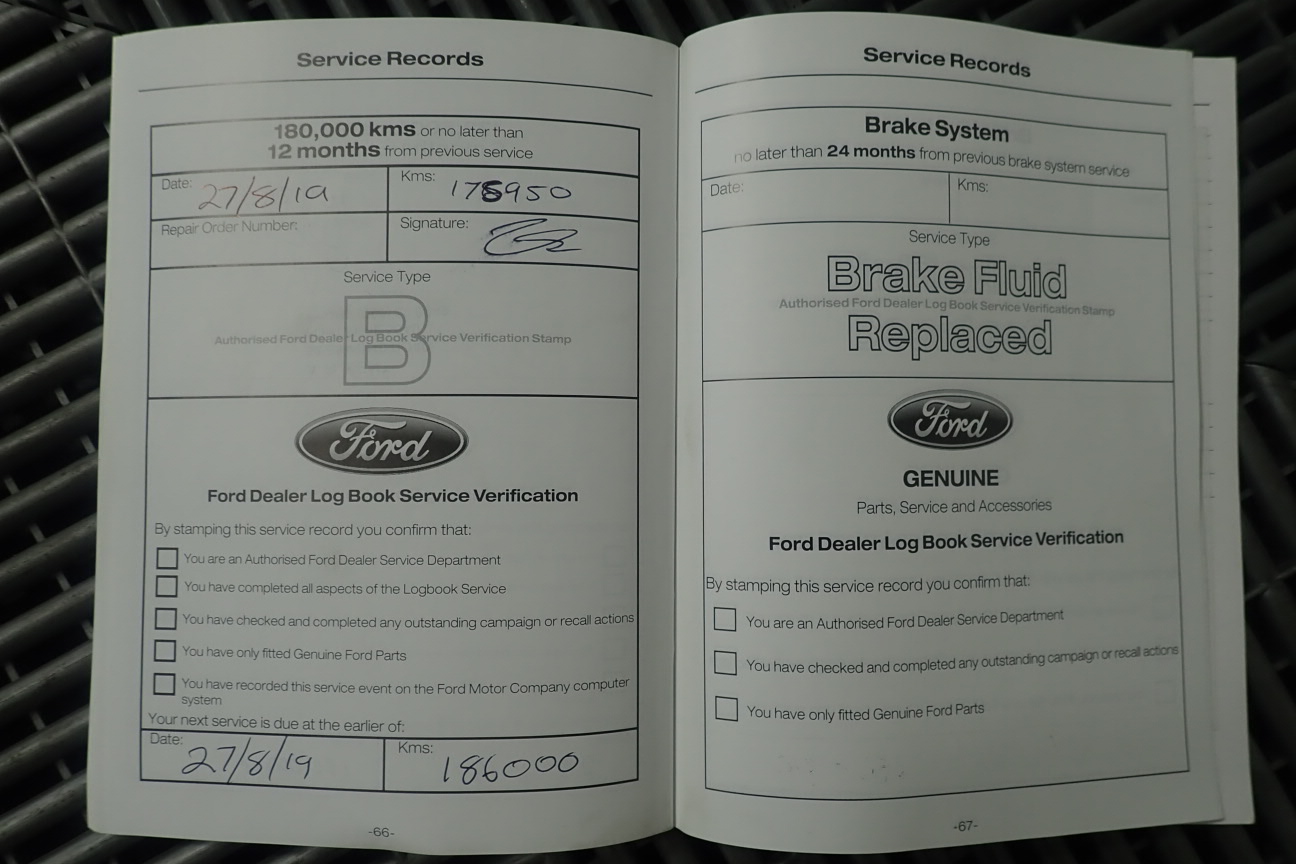 Service Records
180,000 kms or no later than
12 months from previous service
Date: 27/8/19
Kms:
Repair Order Number:
Signature:
Service Type
B
Authorised Ford Dealer Log Book Service Verification Stamp
Ford
Ford Dealer Log Book Service Verification
By stamping this service record you confirm that:
You are an Authorised Ford Dealer Service Department
You have completed all aspects of the Logbook Service
You have checked and completed any outstanding campaign or recall actions
You have only fitted Genuine Ford Parts
You have recorded this service event on the Ford Motor Company computer
system
Your next service is due at the earlier of:
Date: 27/8/19
Kms: 186000
-66-
Service Records
Brake System
no later than 24 months from previous brake system service
Date:
Kms:
Service Type
Brake Fluid
Authorised Ford Dealer Log Book Service Verification Stamp
Replaced
Ford
GENUINE
Parts, Service and Accessories
Ford Dealer Log Book Service Verification
By stamping this service record you confirm that:
You are an Authorised Ford Dealer Service Department
You have checked and completed any outstanding campaign or recall actions
You have only fitted Genuine Ford Parts
-67-